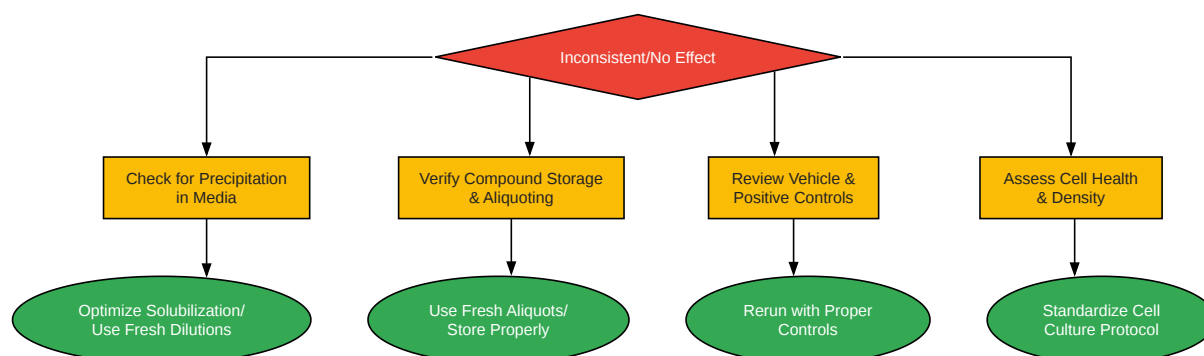 Inconsistent/No Effect
Check for Precipitation
in Media
Verify Compound Storage
& Aliquoting
Review Vehicle &
Positive Controls
Assess Cell Health
& Density
Optimize Solubilization/
Use Fresh Dilutions
Use Fresh Aliquots/
Store Properly
Rerun with Proper
Controls
Standardize Cell
Culture Protocol